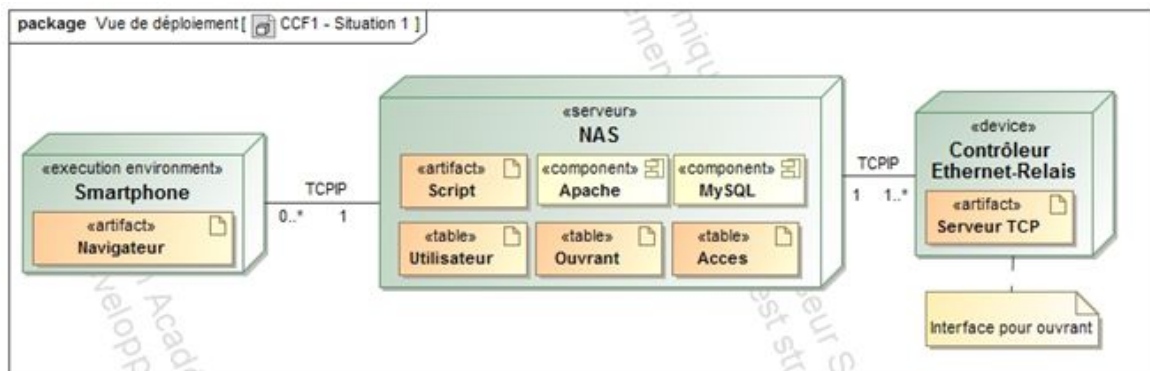 package Vue de déploiement [ CCF1 - Situation 1 ]
«execution environment»
Smartphone
«artifact»
Navigateur
TCPIP
0..* 1
«serveur»
NAS
«artifact»
Script
«component»
Apache
«component»
MySQL
«table»
Utilisateur
«table»
Ouvrant
«table»
Acces
TCPIP
1 1..*
«device»
Contrôleur
Ethernet-Relais
«artifact»
Serveur TCP
Interface pour ouvrant